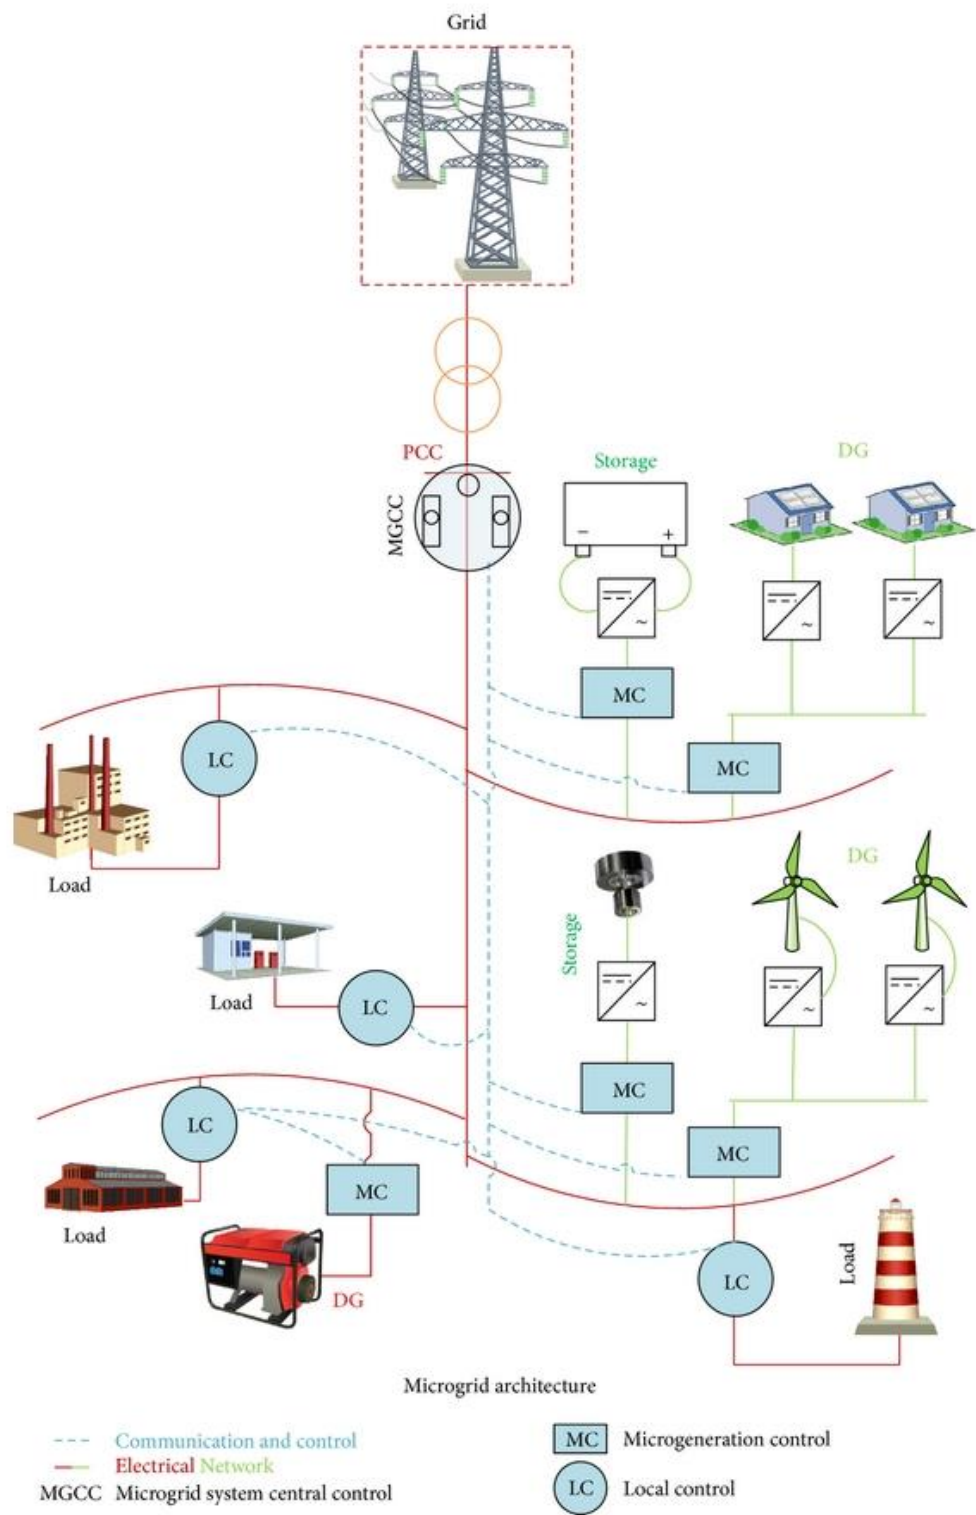 Grid
PCC
MGCC
Storage
DG
− +
~
~
~
MC
LC
MC
Load
DG
Storage
Load
LC
~
~
~
MC
LC
MC
MC
Load
DG
LC
Load
Microgrid architecture
Communication and control
Electrical Network
MGCC Microgrid system central control
MC Microgeneration control
LC Local control